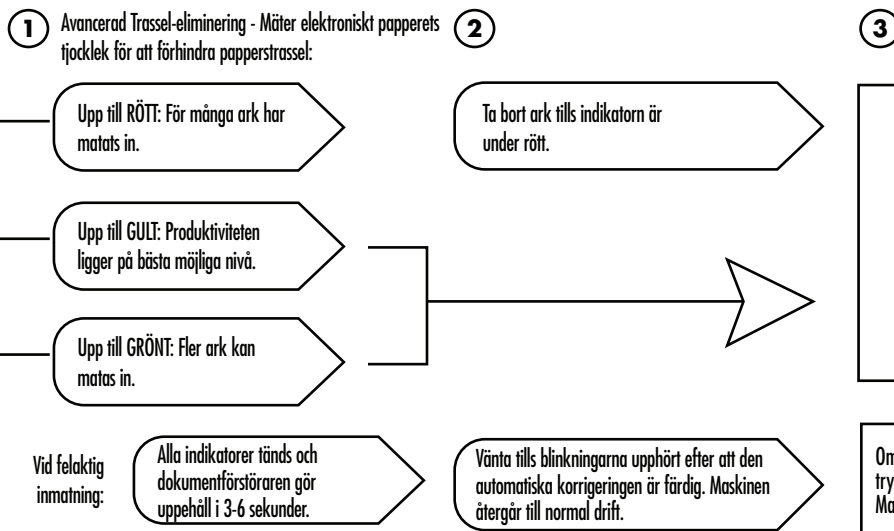 1 Avancerad Trassel-eliminering - Mäter elektroniskt papperets
tjocklek för att förhindra papperstrassel:
2
3
Upp till RÖTT: För många ark har
matats in.
Ta bort ark tills indikatorn är
under rött.
Upp till GULT: Produktiviteten
ligger på bästa möjliga nivå.
Upp till GRÖNT: Fler ark kan
matas in.
Vid felaktig
inmatning:
Alla indikatorer tänds och
dokumentförstöraren gör
uppehåll i 3-6 sekunder.
Vänta tills blinkningarna upphört efter att den
automatiska korrigeringen är färdig. Maskinen
återgår till normal drift.
Om
try
Ma